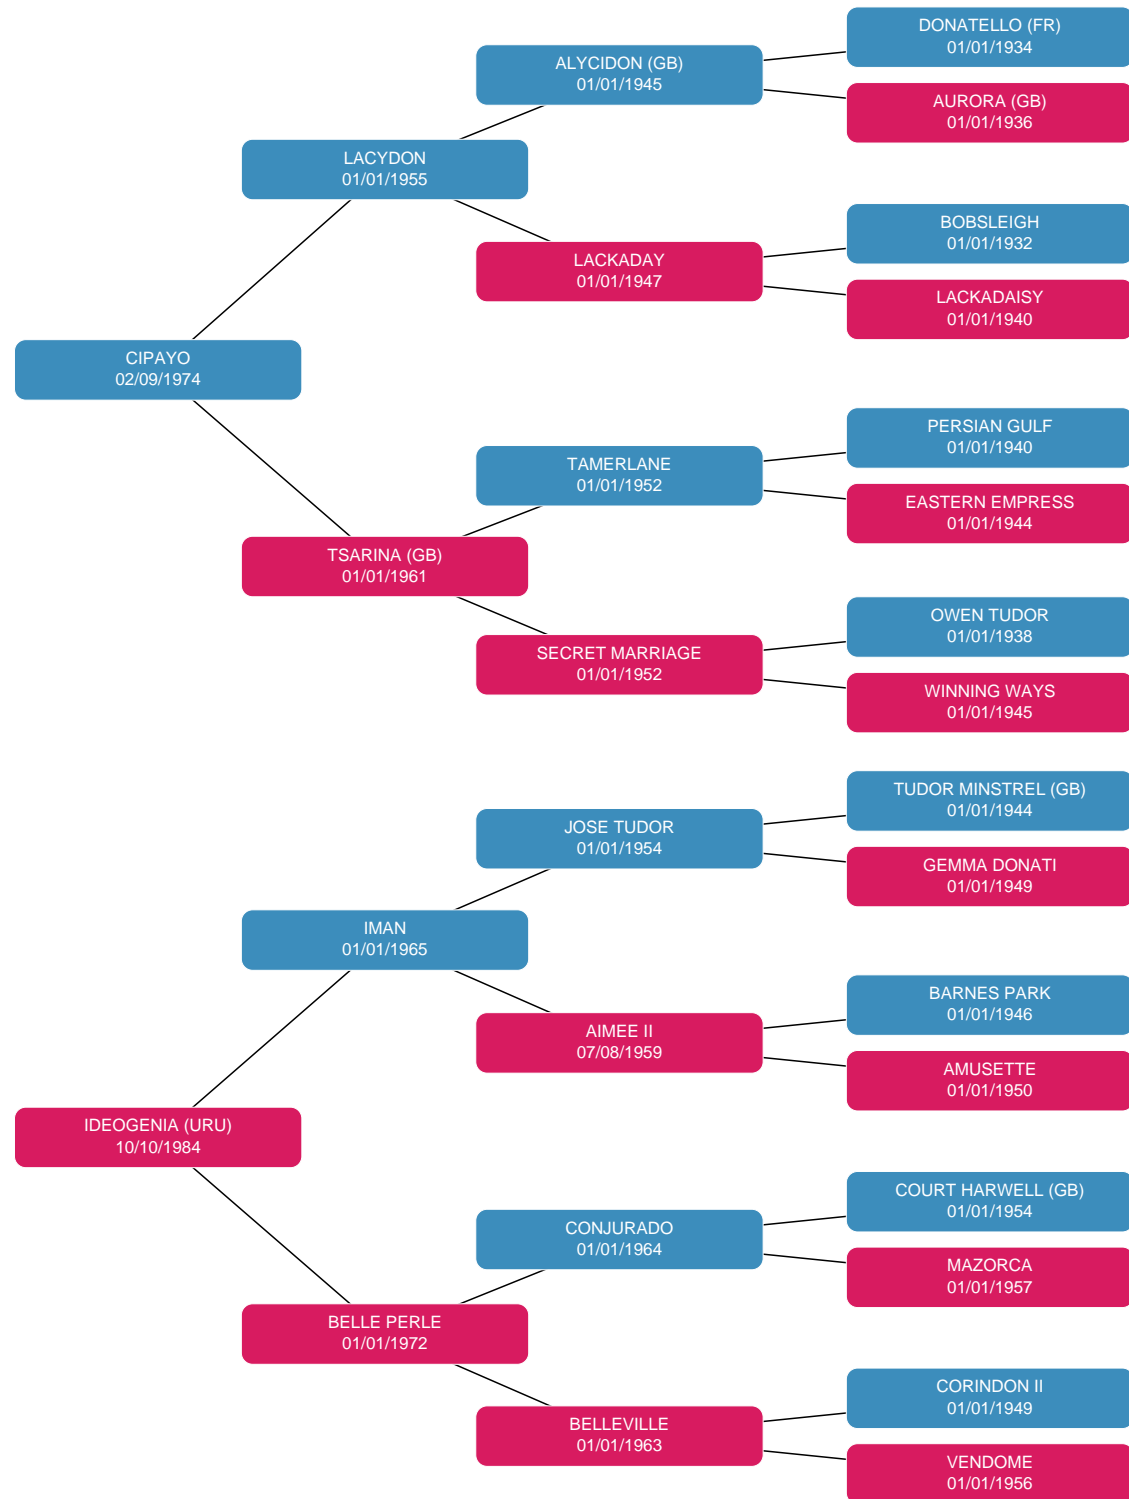 DONATELLO (FR)
01/01/1934
ALYCIDON (GB)
01/01/1945
AURORA (GB)
01/01/1936
LACYDON
01/01/1955
BOBSLEIGH
01/01/1932
LACKADAY
01/01/1947
LACKADAISY
01/01/1940
CIPAYO
02/09/1974
PERSIAN GULF
01/01/1940
TAMERLANE
01/01/1952
EASTERN EMPRESS
01/01/1944
TSARINA (GB)
01/01/1961
OWEN TUDOR
01/01/1938
SECRET MARRIAGE
01/01/1952
WINNING WAYS
01/01/1945
TUDOR MINSTREL (GB)
01/01/1944
JOSE TUDOR
01/01/1954
GEMMA DONATI
01/01/1949
IMAN
01/01/1965
BARNES PARK
01/01/1946
AIMEE II
07/08/1959
AMUSETTE
01/01/1950
IDEOGENIA (URU)
10/10/1984
COURT HARWELL (GB)
01/01/1954
CONJURADO
01/01/1964
MAZORCA
01/01/1957
BELLE PERLE
01/01/1972
CORINDON II
01/01/1949
BELLEVILLE
01/01/1963
VENDOME
01/01/1956